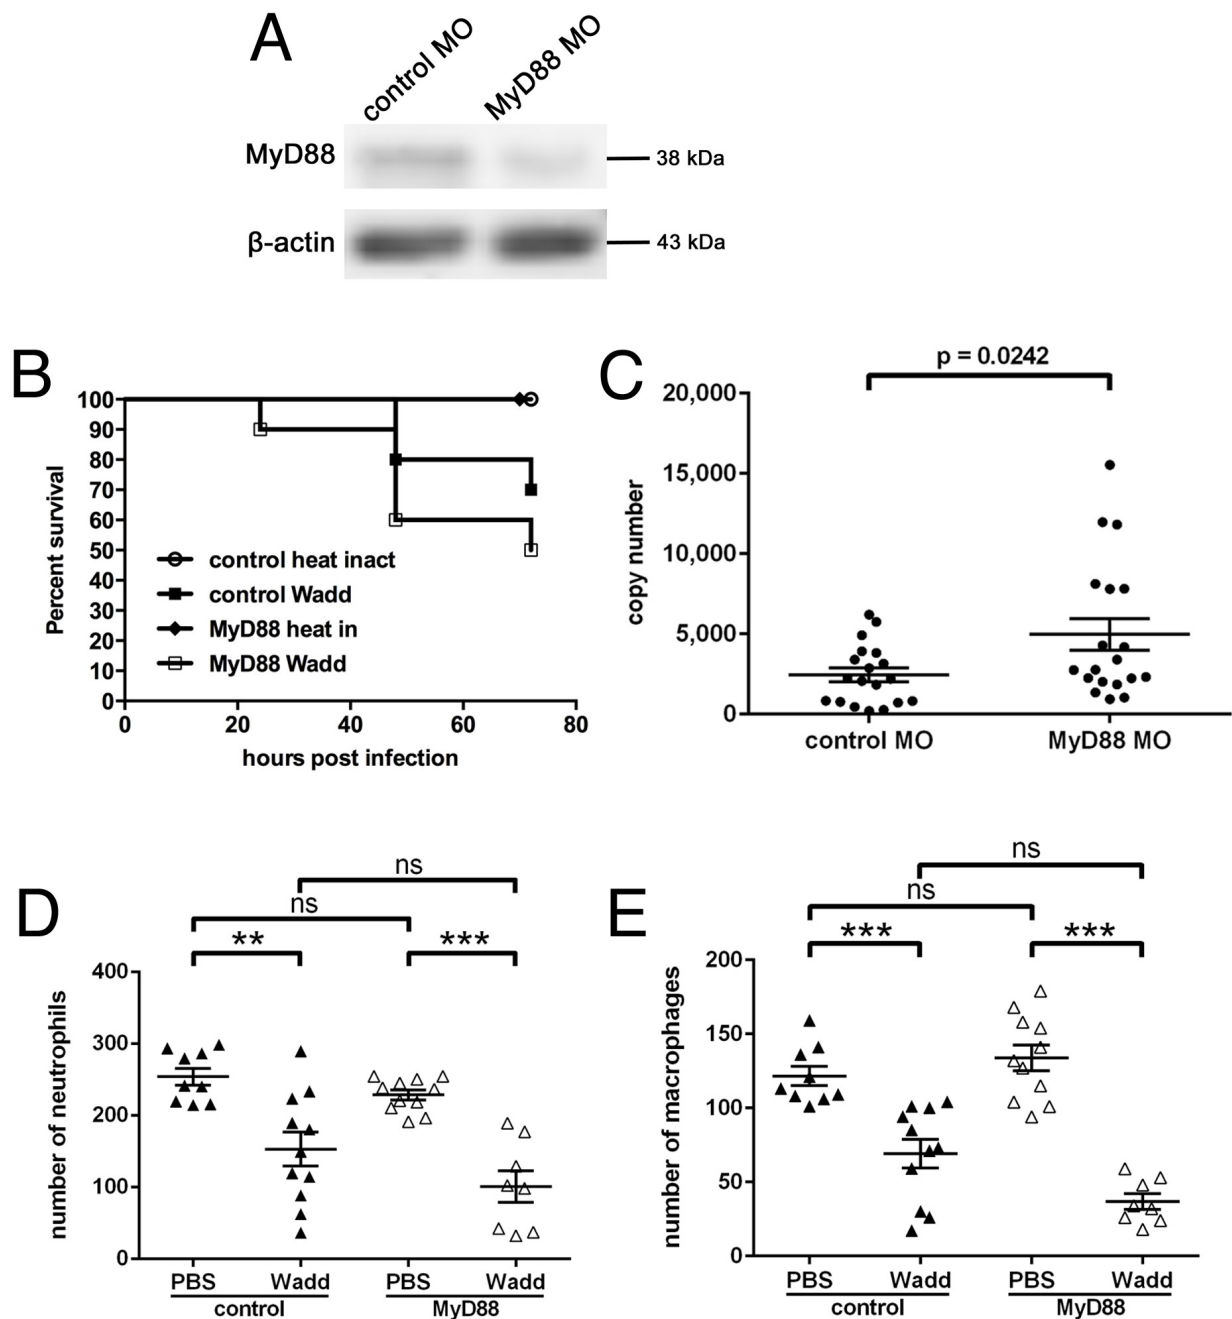 A
control MO
MyD88 MO
MyD88
38 kDa
β-actin
43 kDa
B
100
90
80
70
60
50
40
30
20
10
0
Percent survival
control heat inact
control Wadd
MyD88 heat in
MyD88 Wadd
0 20 40 60 80
hours post infection
C
p = 0.0242
20,000
15,000
10,000
5,000
0
copy number
control MO MyD88 MO
D
ns
ns
** ***
400
300
200
100
0
number of neutrophils
PBS Wadd PBS Wadd
control MyD88
E
ns
ns
*** ***
200
150
100
50
0
number of macrophages
PBS Wadd PBS Wadd
control MyD88